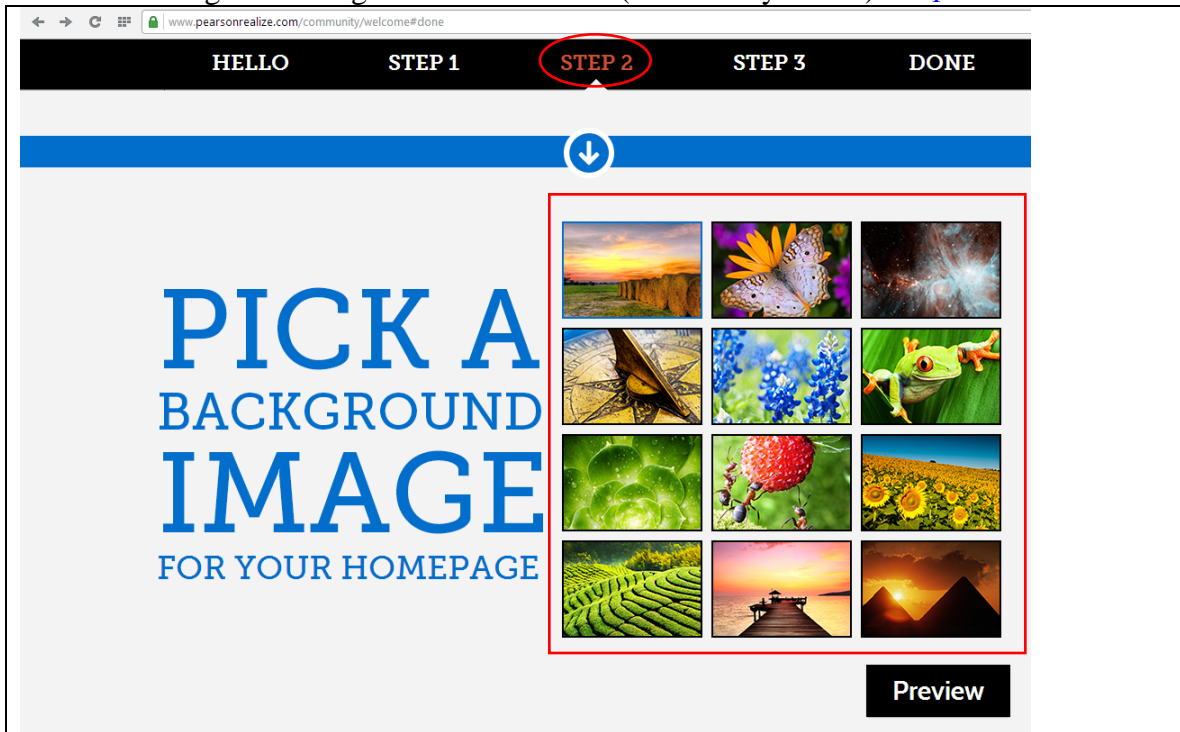 www.pearsonrealize.com/community/welcome#done
HELLO STEP 1 STEP 2 STEP 3 DONE
PICK A
BACKGROUND
IMAGE
FOR YOUR HOMEPAGE
Preview